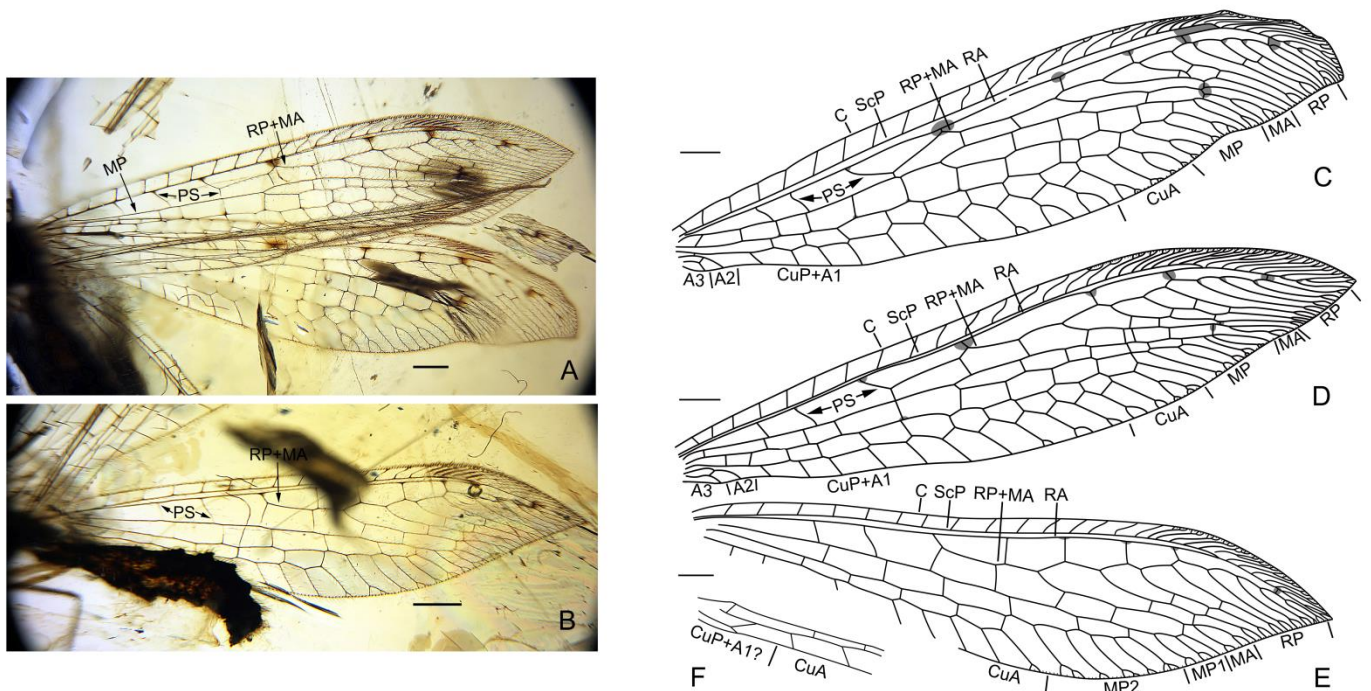 RP+MA
MP
PS
A
RP+MA
PS
B
C ScP RP+MA RA
PS
A3 |A2| CuP+A1
CuA
MP
|MA|
RP
C
C ScP RP+MA RA
PS
A3 |A2| CuP+A1
CuA
MP
|MA|
RP
D
C ScP RP+MA RA
CuA
MP2
|MP1|MA|
RP
E
CuP+A1? CuA
F